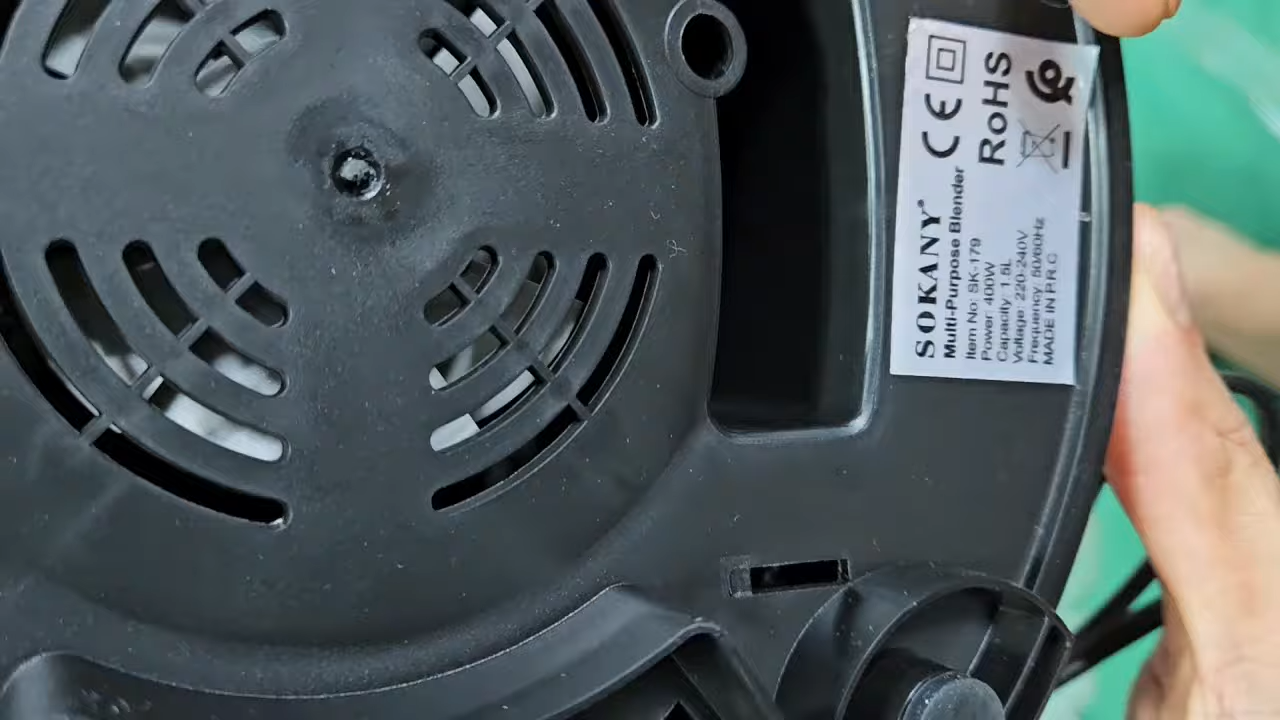 SOKANY®
Multi-Purpose Blender
Item No: SK-179
Power: 400W
Capacity: 1.5L
Voltage: 220-240V
Frequency: 50/60Hz
MADE IN P.R.C
CE
RoHS